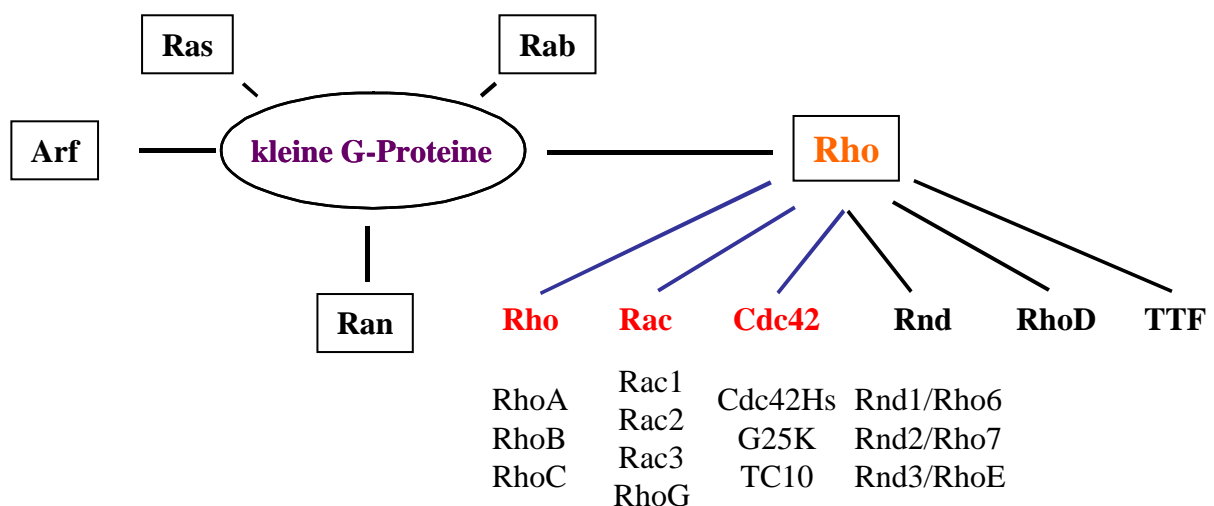 Ras
Rab
Arf
kleine G-Proteine
Rho
Ran
Rho
Rac
Cdc42
Rnd
RhoD
TTF
RhoA
RhoB
RhoC
Rac1
Rac2
Rac3
RhoG
Cdc42Hs
G25K
TC10
Rnd1/Rho6
Rnd2/Rho7
Rnd3/RhoE